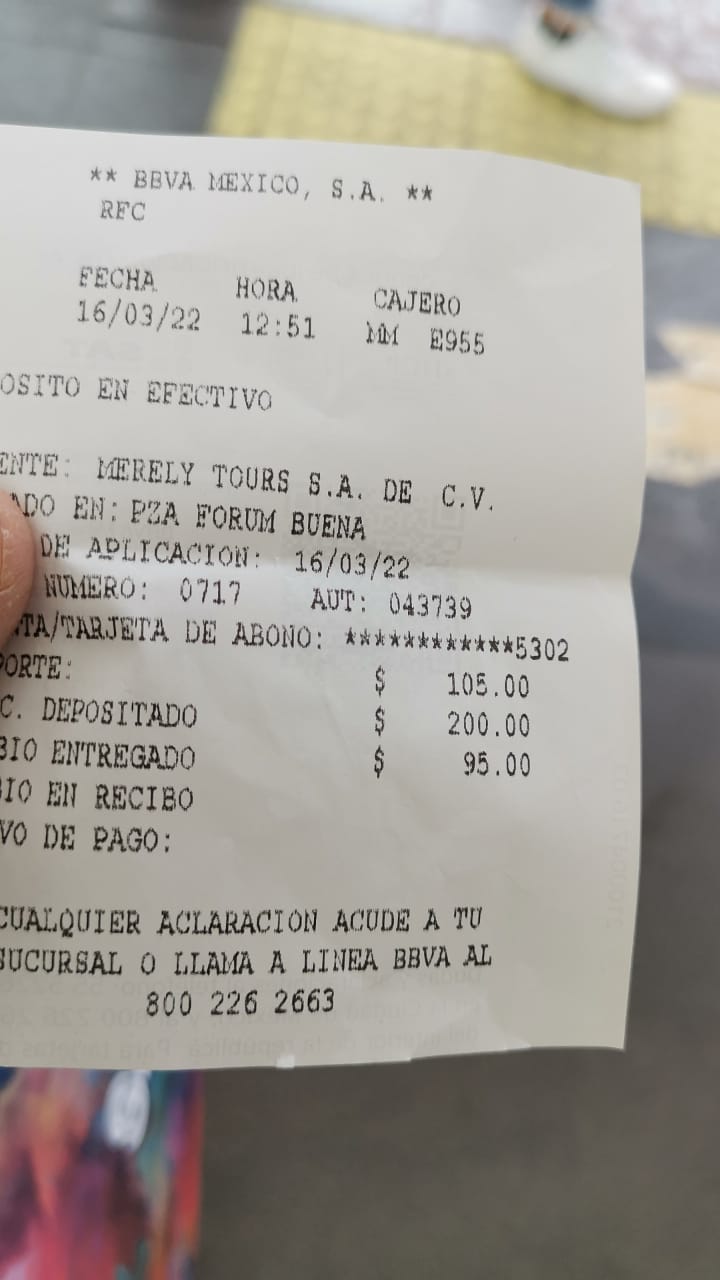 ** BBVA MEXICO, S.A. **
RFC
FECHA HORA CAJERO
16/03/22 12:51 MM E955
OSITO EN EFECTIVO
ENTE: MERELY TOURS S.A. DE C.V.
ADO EN: PZA FORUM BUENA
DE APLICACION: 16/03/22
NUMERO: 0717 AUT: 043739
TA/TARJETA DE ABONO: ************5302
PORTE: $ 105.00
C. DEPOSITADO $ 200.00
BIO ENTREGADO $ 95.00
BIO EN RECIBO
VO DE PAGO:
CUALQUIER ACLARACION ACUDE A TU
SUCURSAL O LLAMA A LINEA BBVA AL
800 226 2663